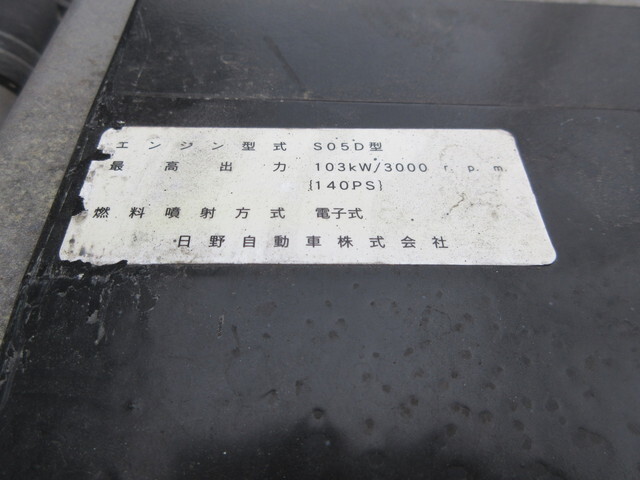 エンジン型式 S05D型
最高出力 103kW/3000 r.p.m.
{140PS}
燃料噴射方式 電子式
日野自動車株式会社